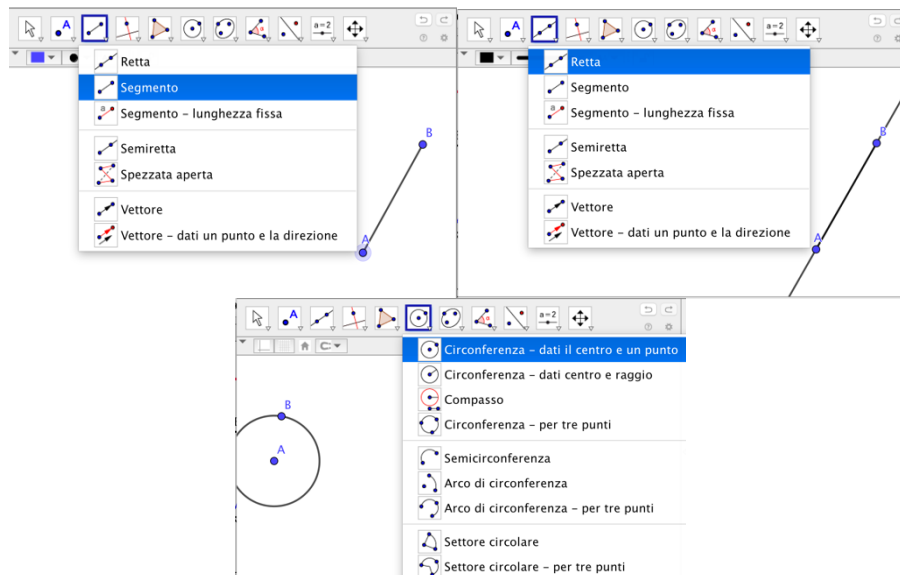 A
a=2
Retta
Segmento
a
Segmento – lunghezza fissa
Semiretta
Spezzata aperta
Vettore
Vettore – dati un punto e la direzione
B
A
A
a=2
Retta
Segmento
a
Segmento – lunghezza fissa
Semiretta
Spezzata aperta
Vettore
Vettore – dati un punto e la direzione
B
A
A
a=2
Circonferenza – dati il centro e un punto
Circonferenza – dati centro e raggio
Compasso
Circonferenza – per tre punti
Semicirconferenza
Arco di circonferenza
Arco di circonferenza – per tre punti
Settore circolare
Settore circolare – per tre punti
B
A